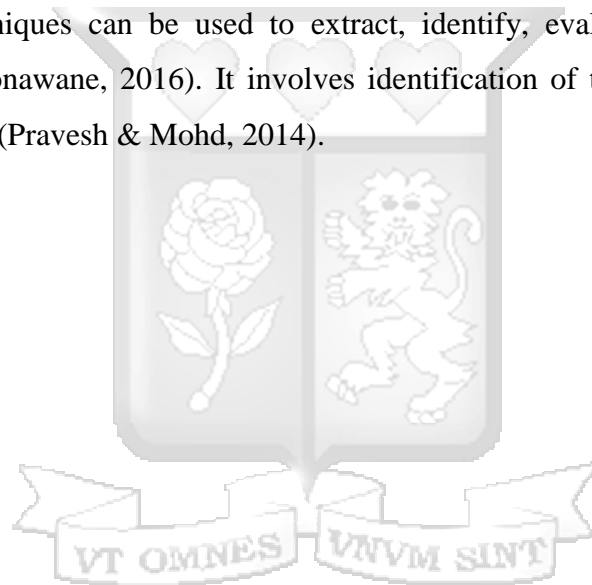 niques can be used to extract, identify, eval
onawane, 2016). It involves identification of t
(Pravesh & Mohd, 2014).
VT OMNES VNVM SINT